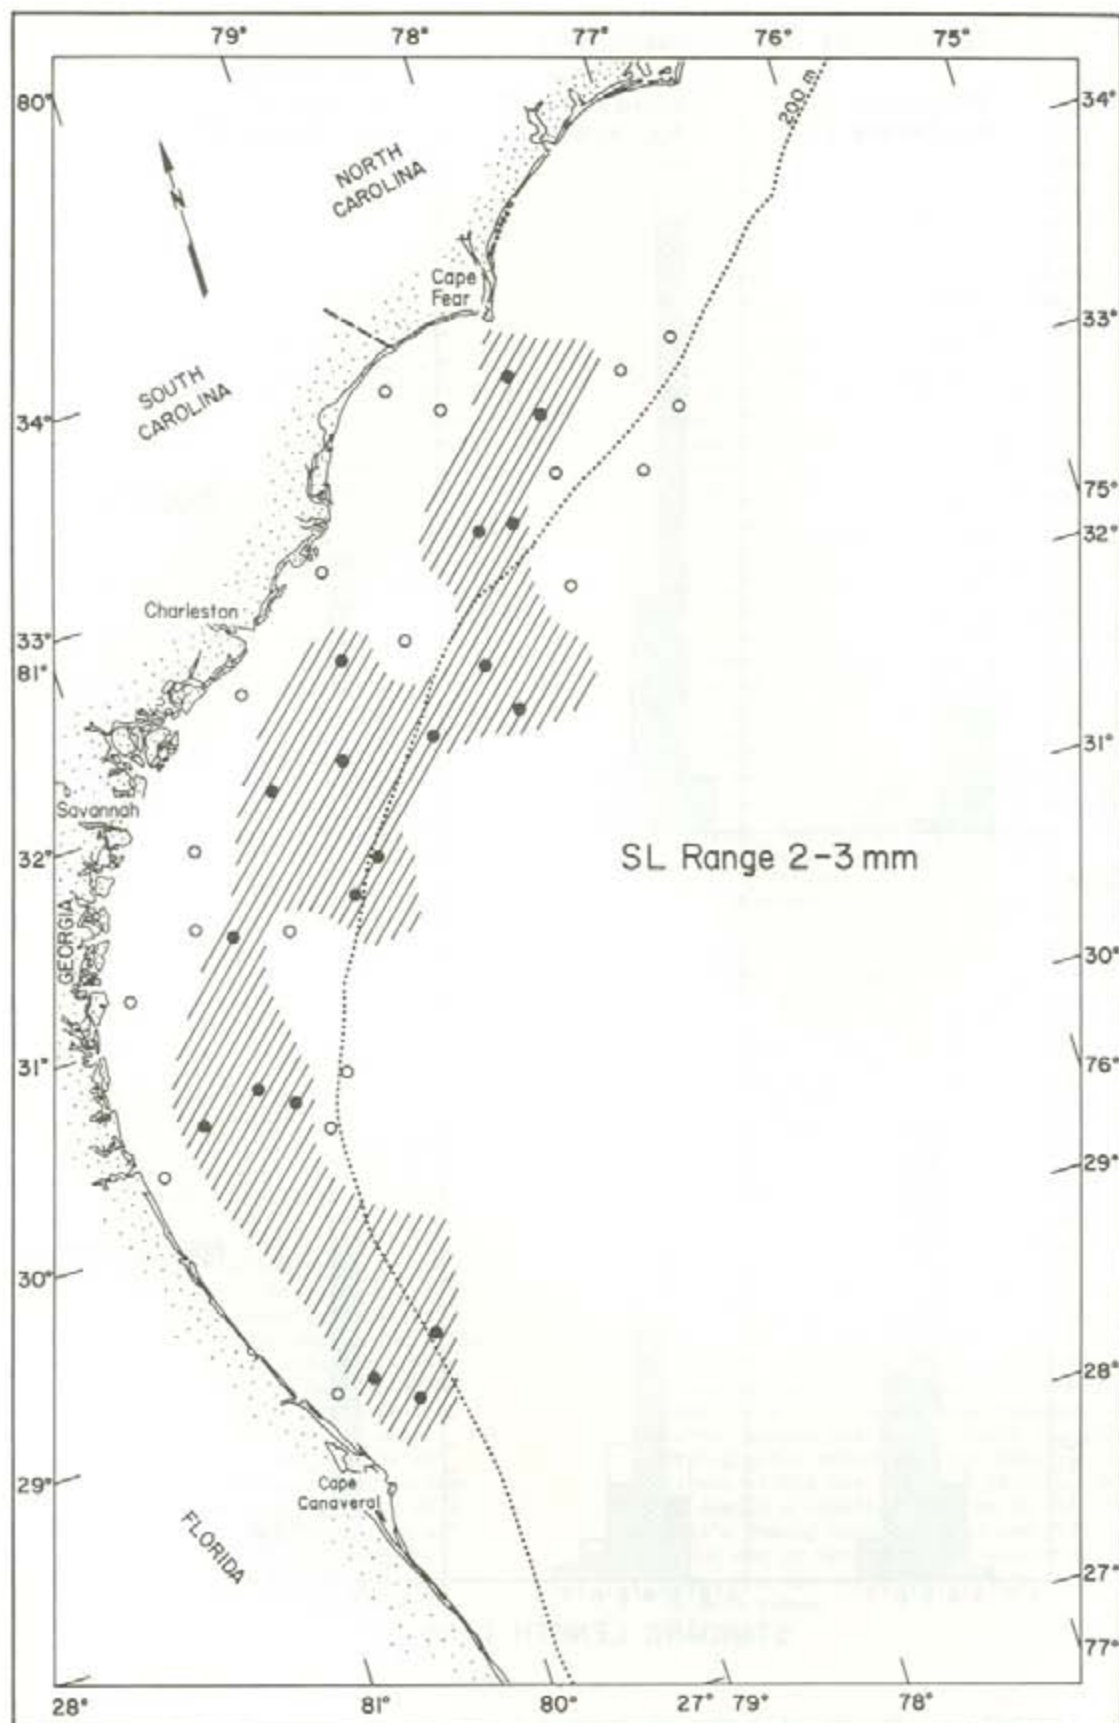 79°
78°
77°
76°
75°
80°
34°
200 m
N
NORTH
CAROLINA
Cape
Fear
33°
SOUTH
CAROLINA
34°
75°
32°
Charleston
33°
81°
31°
Savannah
32°
SL Range 2-3 mm
GEORGIA
30°
31°
76°
29°
30°
28°
29°
Cape
Canaveral
FLORIDA
27°
77°
28°
81°
80°
27°
79°
78°